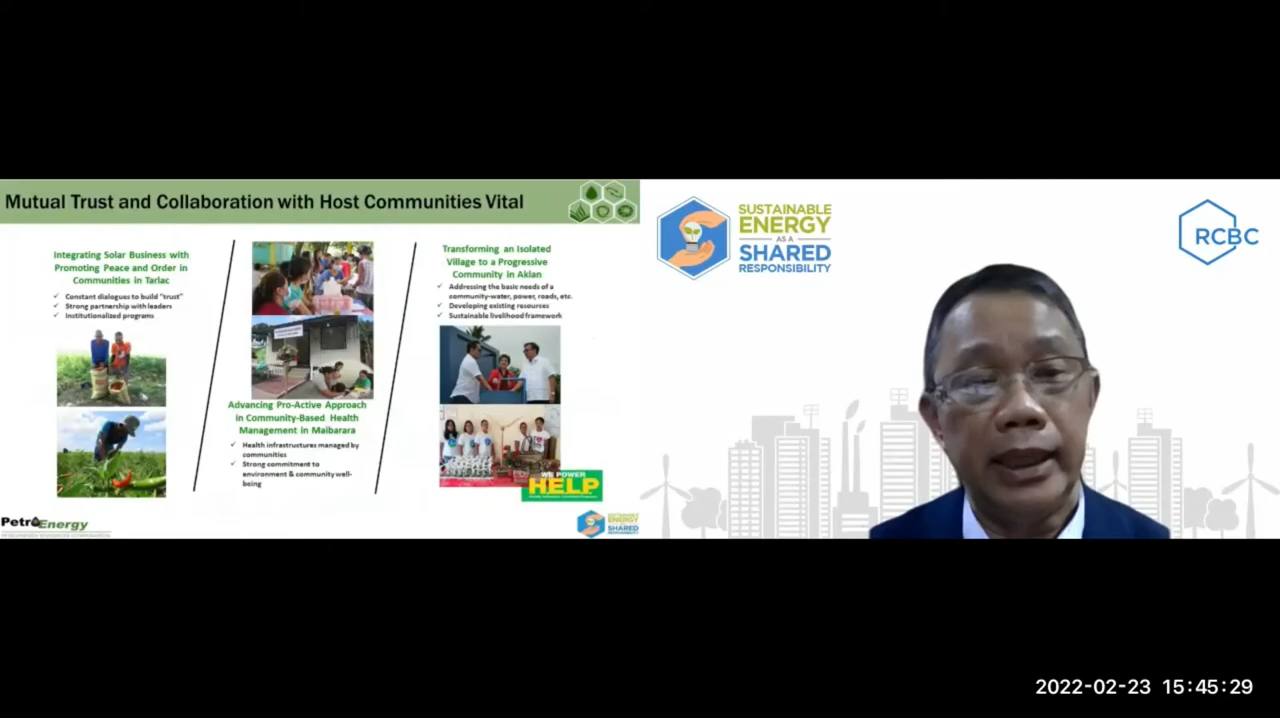 Mutual Trust and Collaboration with Host Communities Vital
Integrating Solar Business with
Promoting Peace and Order in
Communities in Tarlac
✓ Constant dialogues to build "trust"
✓ Strong partnership with leaders
✓ Institutionalized programs
Advancing Pro-Active Approach
in Community-Based Health
Management in Maibarara
✓ Health infrastructures managed by
communities
✓ Strong commitment to
environment & community well-
being
Transforming an Isolated
Village to a Progressive
Community in Aklan
✓ Addressing the basic needs of a
community-water, power, roads, etc.
✓ Developing existing resources
✓ Sustainable livelihood framework
WE POWER
HELP
PetroEnergy
SUSTAINABLE
ENERGY
SHARED
RESPONSIBILITY
SUSTAINABLE
ENERGY
AS A
SHARED
RESPONSIBILITY
RCBC
2022-02-23 15:45:29